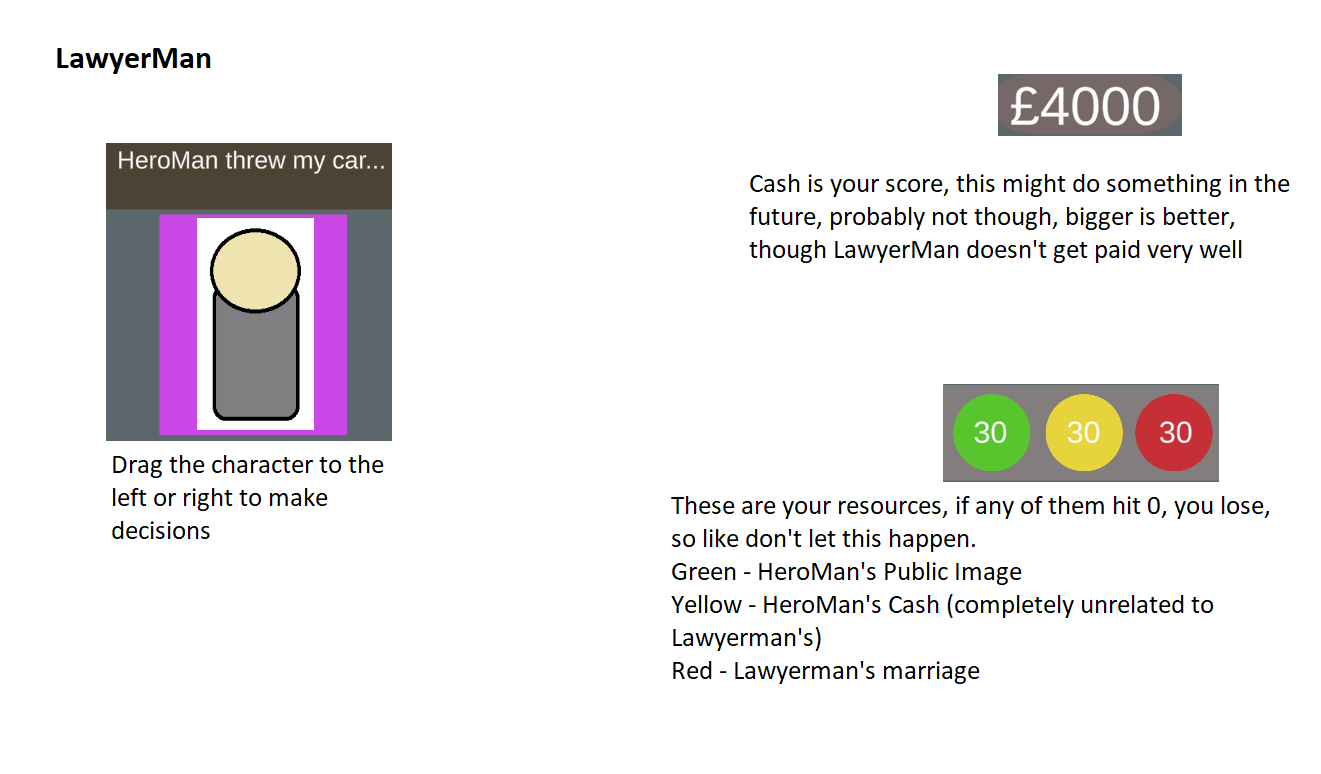 LawyerMan
HeroMan threw my car...
Drag the character to the
left or right to make
decisions
£4000
Cash is your score, this might do something in the
future, probably not though, bigger is better,
though LawyerMan doesn't get paid very well
30 30 30
These are your resources, if any of them hit 0, you lose,
so like don't let this happen.
Green - HeroMan's Public Image
Yellow - HeroMan's Cash (completely unrelated to
Lawyerman's)
Red - Lawyerman's marriage